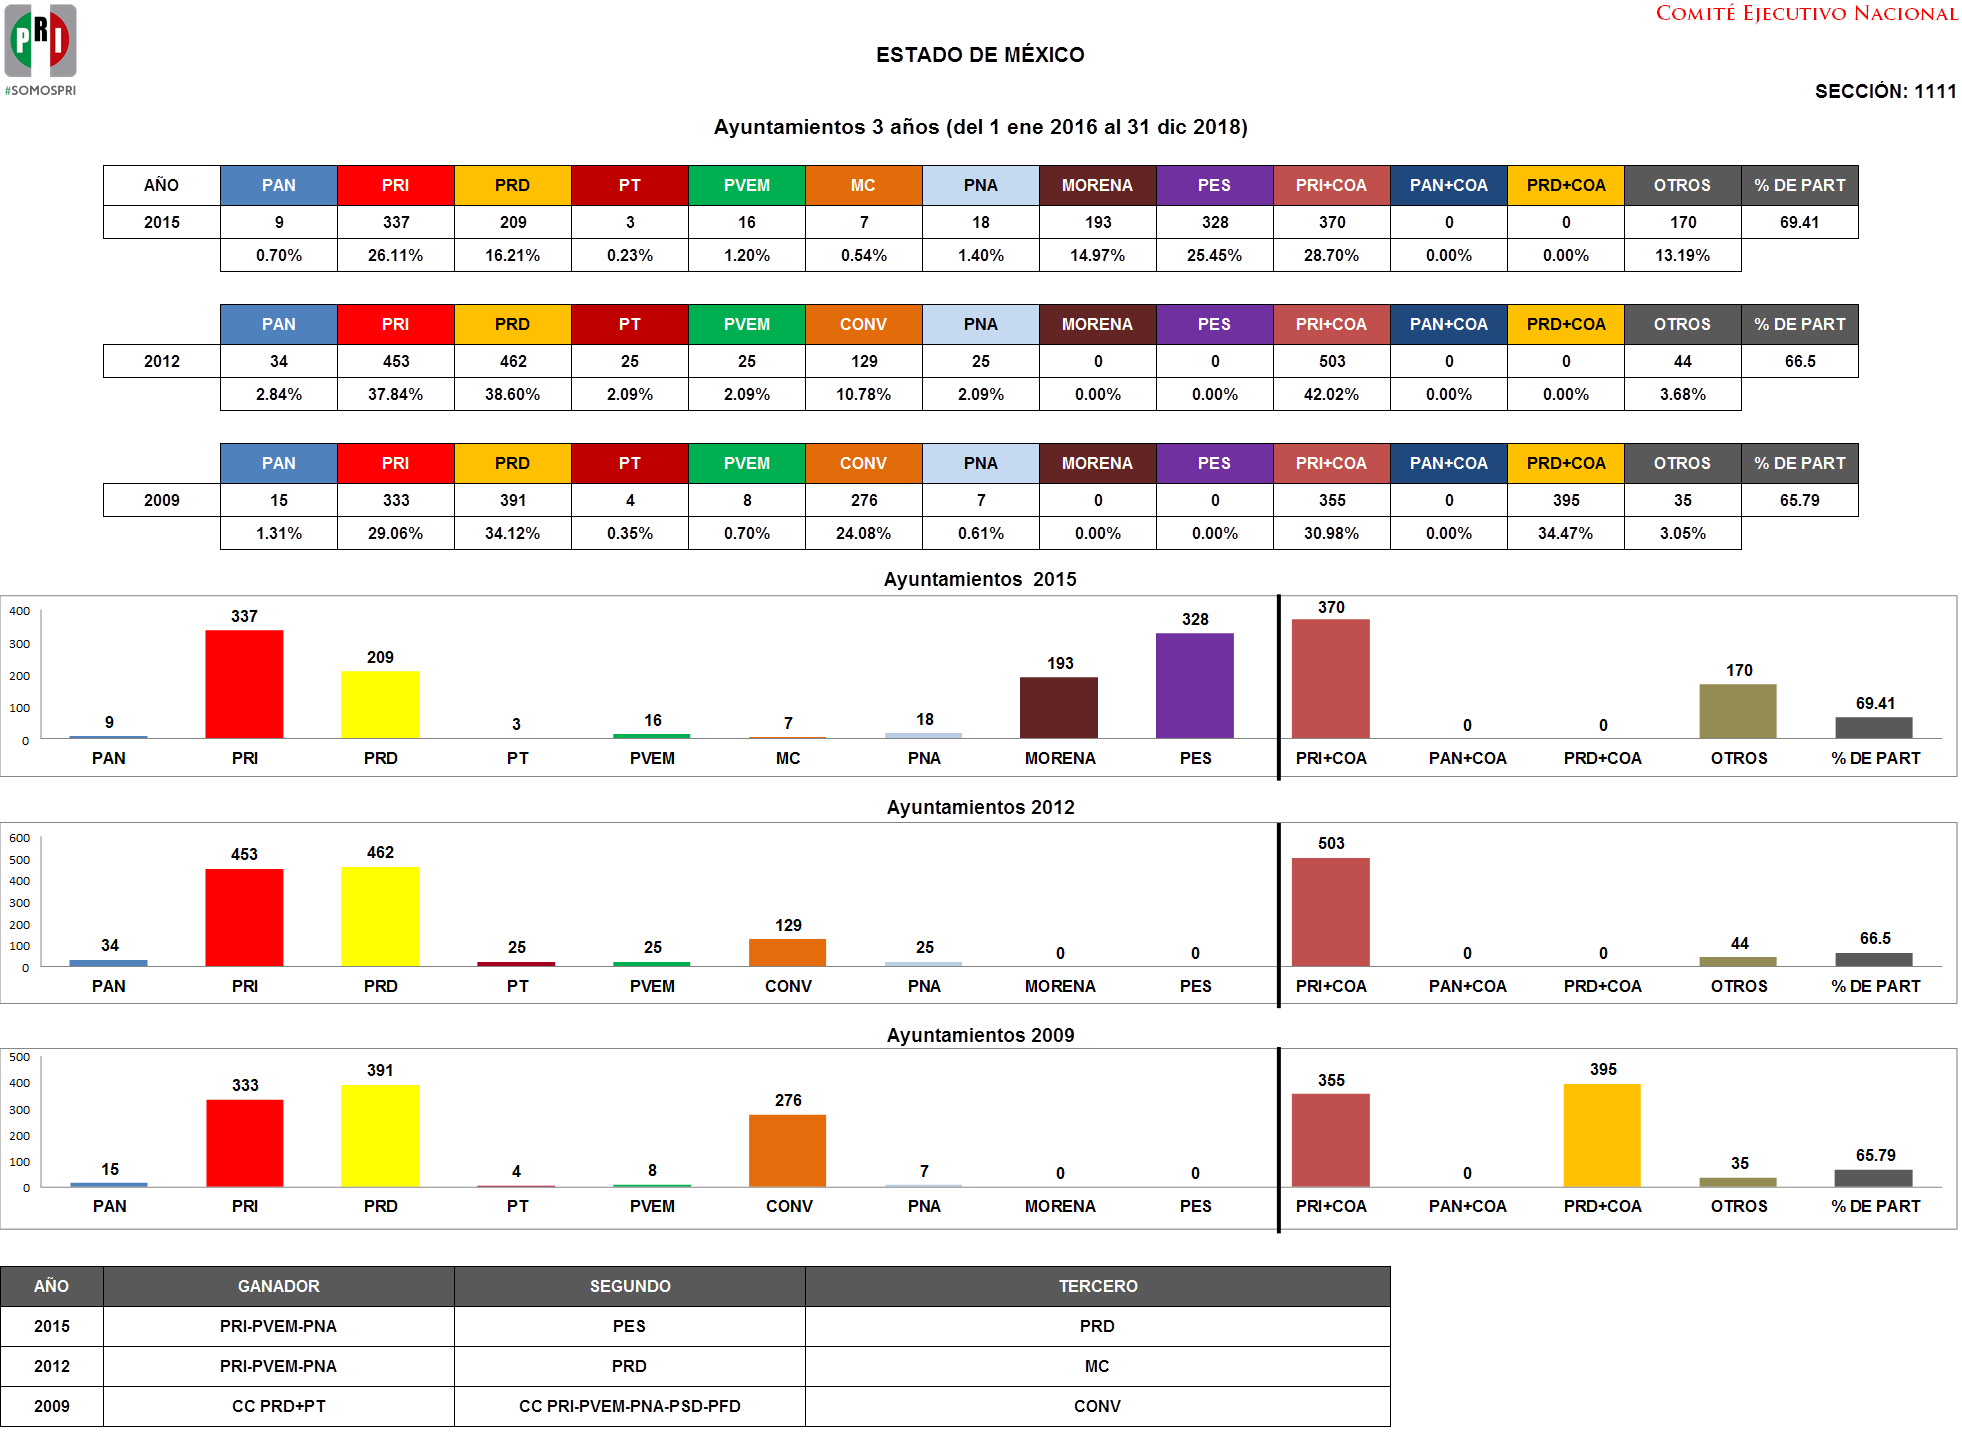 COMITÉ EJECUTIVO NACIONAL
PRI
#SOMOSPRI
ESTADO DE MÉXICO
SECCIÓN: 1111
Ayuntamientos 3 años (del 1 ene 2016 al 31 dic 2018)
AÑO PAN PRI PRD PT PVEM MC PNA MORENA PES PRI+COA PAN+COA PRD+COA OTROS % DE PART
2015 9 337 209 3 16 7 18 193 328 370 0 0 170 69.41
0.70% 26.11% 16.21% 0.23% 1.20% 0.54% 1.40% 14.97% 25.45% 28.70% 0.00% 0.00% 13.19%
PAN PRI PRD PT PVEM CONV PNA MORENA PES PRI+COA PAN+COA PRD+COA OTROS % DE PART
2012 34 453 462 25 25 129 25 0 0 503 0 0 44 66.5
2.84% 37.84% 38.60% 2.09% 2.09% 10.78% 2.09% 0.00% 0.00% 42.02% 0.00% 0.00% 3.68%
PAN PRI PRD PT PVEM CONV PNA MORENA PES PRI+COA PAN+COA PRD+COA OTROS % DE PART
2009 15 333 391 4 8 276 7 0 0 355 0 395 35 65.79
1.31% 29.06% 34.12% 0.35% 0.70% 24.08% 0.61% 0.00% 0.00% 30.98% 0.00% 34.47% 3.05%
Ayuntamientos 2015
400
300
200
100
0
9 337 209 3 16 7 18 193 328 370 0 0 170 69.41
PAN PRI PRD PT PVEM MC PNA MORENA PES PRI+COA PAN+COA PRD+COA OTROS % DE PART
Ayuntamientos 2012
600
500
400
300
200
100
0
34 453 462 25 25 129 25 0 0 503 0 0 44 66.5
PAN PRI PRD PT PVEM CONV PNA MORENA PES PRI+COA PAN+COA PRD+COA OTROS % DE PART
Ayuntamientos 2009
500
400
300
200
100
0
15 333 391 4 8 276 7 0 0 355 0 395 35 65.79
PAN PRI PRD PT PVEM CONV PNA MORENA PES PRI+COA PAN+COA PRD+COA OTROS % DE PART
AÑO GANADOR SEGUNDO TERCERO
2015 PRI-PVEM-PNA PES PRD
2012 PRI-PVEM-PNA PRD MC
2009 CC PRD+PT CC PRI-PVEM-PNA-PSD-PFD CONV